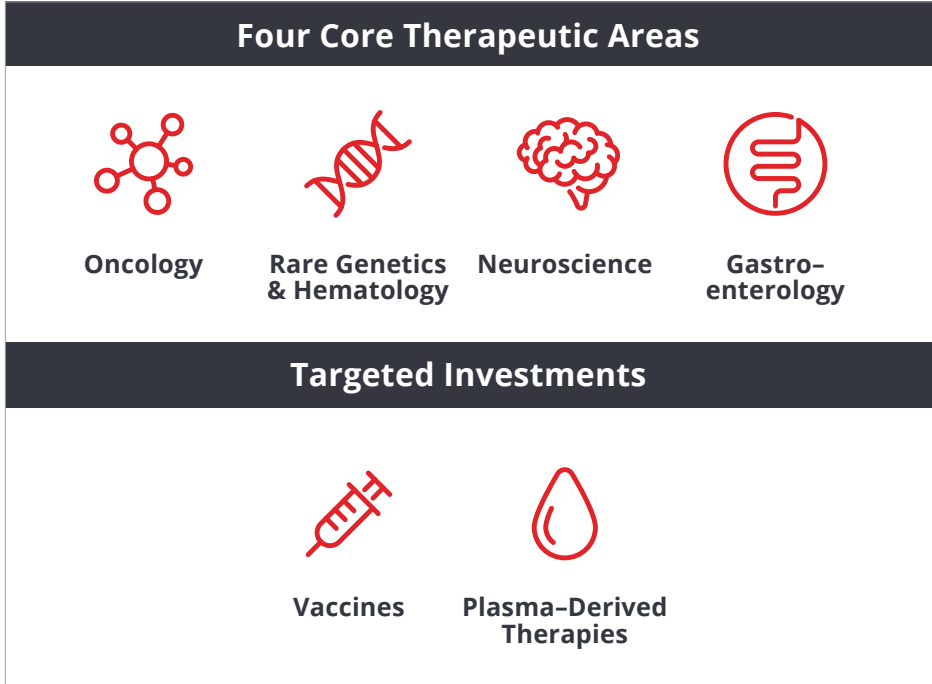 Four Core Therapeutic Areas
Oncology
Rare Genetics
& Hematology
Neuroscience
Gastro–
enterology
Targeted Investments
Vaccines
Plasma–Derived
Therapies